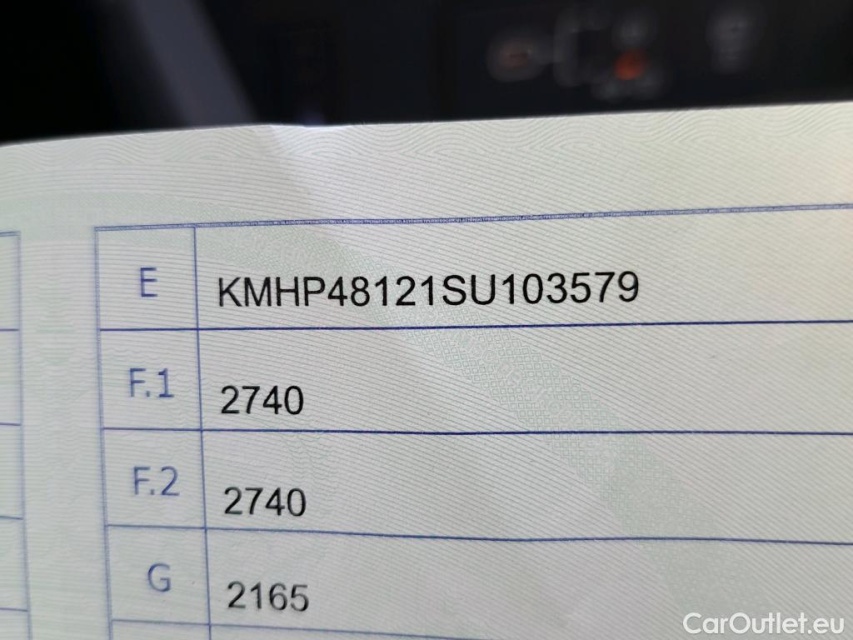 E KMHP48121SU103579
F.1 2740
F.2 2740
G 2165
CarOutlet.eu